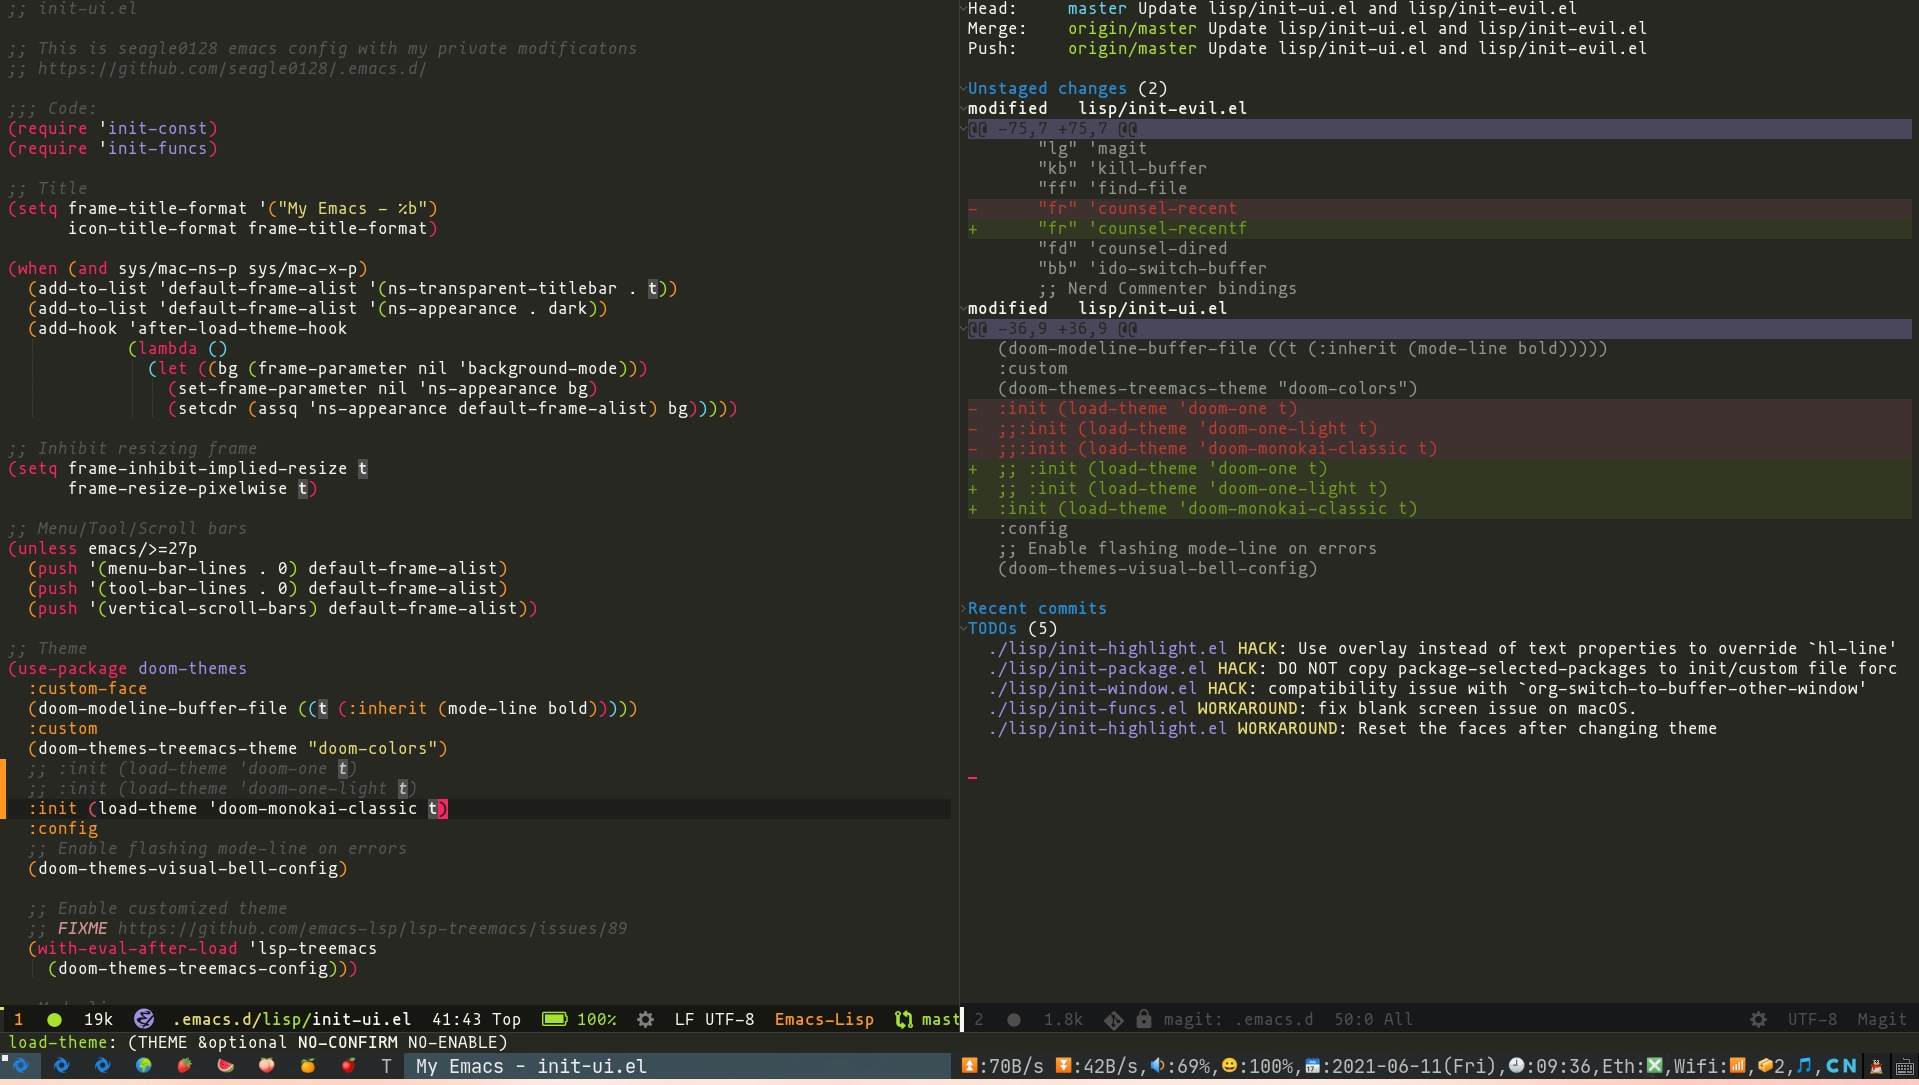 ;; init-ui.el
;; This is seagle0128 emacs config with my private modificatons
;; https://github.com/seagle0128/.emacs.d/
;;; Code:
(require 'init-const)
(require 'init-funcs)
;; Title
(setq frame-title-format '("My Emacs - %b")
      icon-title-format frame-title-format)
(when (and sys/mac-ns-p sys/mac-x-p)
  (add-to-list 'default-frame-alist '(ns-transparent-titlebar . t))
  (add-to-list 'default-frame-alist '(ns-appearance . dark))
  (add-hook 'after-load-theme-hook
            (lambda ()
              (let ((bg (frame-parameter nil 'background-mode)))
                (set-frame-parameter nil 'ns-appearance bg)
                (setcdr (assq 'ns-appearance default-frame-alist) bg)))))
;; Inhibit resizing frame
(setq frame-inhibit-implied-resize t
      frame-resize-pixelwise t)
;; Menu/Tool/Scroll bars
(unless emacs/>=27p
  (push '(menu-bar-lines . 0) default-frame-alist)
  (push '(tool-bar-lines . 0) default-frame-alist)
  (push '(vertical-scroll-bars) default-frame-alist))
;; Theme
(use-package doom-themes
  :custom-face
  (doom-modeline-buffer-file ((t (:inherit (mode-line bold)))))
  :custom
  (doom-themes-treemacs-theme "doom-colors")
  ;; :init (load-theme 'doom-one t)
  ;; :init (load-theme 'doom-one-light t)
  :init (load-theme 'doom-monokai-classic t)
  :config
  ;; Enable flashing mode-line on errors
  (doom-themes-visual-bell-config)
  ;; Enable customized theme
  ;; FIXME https://github.com/emacs-lsp/lsp-treemacs/issues/89
  (with-eval-after-load 'lsp-treemacs
    (doom-themes-treemacs-config)))
1 19k .emacs.d/lisp/init-ui.el 41:43 Top 100% LF UTF-8 Emacs-Lisp mast
Head:     master Update lisp/init-ui.el and lisp/init-evil.el
Merge:    origin/master Update lisp/init-ui.el and lisp/init-evil.el
Push:     origin/master Update lisp/init-ui.el and lisp/init-evil.el
Unstaged changes (2)
modified   lisp/init-evil.el
@@ -75,7 +75,7 @@
       "lg" 'magit
       "kb" 'kill-buffer
       "ff" 'find-file
-      "fr" 'counsel-recent
+      "fr" 'counsel-recentf
       "fd" 'counsel-dired
       "bb" 'ido-switch-buffer
       ;; Nerd Commenter bindings
modified   lisp/init-ui.el
@@ -36,9 +36,9 @@
   (doom-modeline-buffer-file ((t (:inherit (mode-line bold)))))
   :custom
   (doom-themes-treemacs-theme "doom-colors")
-  :init (load-theme 'doom-one t)
-  ;;:init (load-theme 'doom-one-light t)
-  ;;:init (load-theme 'doom-monokai-classic t)
+  ;; :init (load-theme 'doom-one t)
+  ;; :init (load-theme 'doom-one-light t)
+  :init (load-theme 'doom-monokai-classic t)
   :config
   ;; Enable flashing mode-line on errors
   (doom-themes-visual-bell-config)
Recent commits
TODOs (5)
  ./lisp/init-highlight.el HACK: Use overlay instead of text properties to override `hl-line'
  ./lisp/init-package.el HACK: DO NOT copy package-selected-packages to init/custom file forc
  ./lisp/init-window.el HACK: compatibility issue with `org-switch-to-buffer-other-window'
  ./lisp/init-funcs.el WORKAROUND: fix blank screen issue on macOS.
  ./lisp/init-highlight.el WORKAROUND: Reset the faces after changing theme
2 1.8k magit: .emacs.d 50:0 All UTF-8 Magit
load-theme: (THEME &optional NO-CONFIRM NO-ENABLE)
T My Emacs - init-ui.el :70B/s :42B/s, :69%, :100%, :2021-06-11(Fri), :09:36,Eth: ,Wifi: , 2, , CN